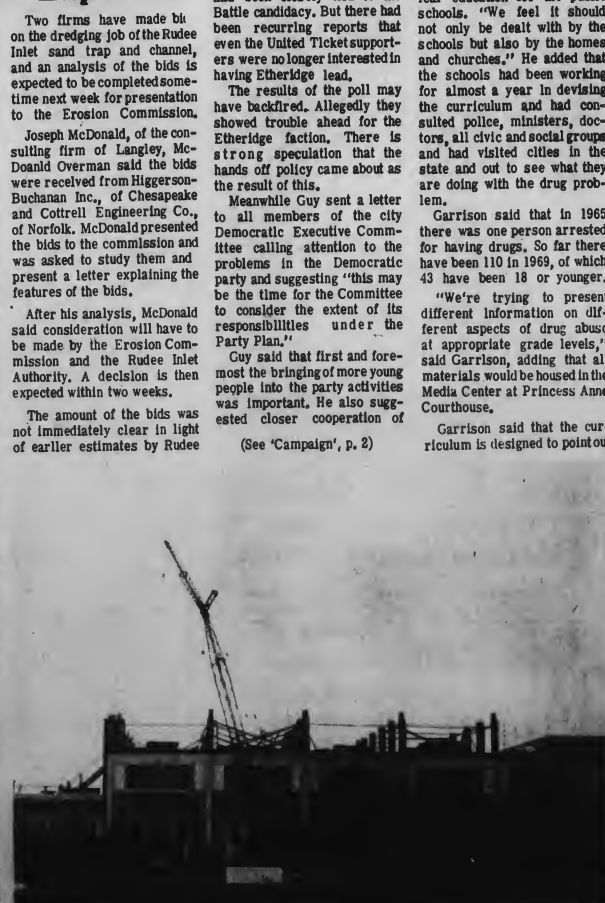 Two firms have made
on the dredging job of the Rudee
Inlet sand trap and channel,
and an analysis of the bids is
expected to be completed some-
time next week for presentation
to the Erosion Commission.
Joseph McDonald, of the con-
sulting firm of Langley, Mc-
Doanld Overman said the bids
were received from Higgerson-
Buchanan Inc., of Chesapeake
and Cottrell Engineering Co.,
of Norfolk. McDonald presented
the bids to the commission and
was asked to study them and
present a letter explaining the
features of the bids.
After his analysis, McDonald
said consideration will have to
be made by the Erosion Com-
mission and the Rudee Inlet
Authority. A decision is then
expected within two weeks.
The amount of the bids was
not immediately clear in light
of earlier estimates by Rudee
Battle candidacy. But there had
been recurring reports that
even the United Ticket support-
ers were no longer interested in
having Etheridge lead.
The results of the poll may
have backfired. Allegedly they
showed trouble ahead for the
Etheridge faction. There is
strong speculation that the
hands off policy came about as
the result of this.
Meanwhile Guy sent a letter
to all members of the city
Democratic Executive Comm-
ittee calling attention to the
problems in the Democratic
party and suggesting "this may
be the time for the Committee
to consider the extent of its
responsibilities under the
Party Plan."
Guy said that first and fore-
most the bringing of more young
people into the party activities
was important. He also sugg-
ested closer cooperation of
(See 'Campaign', p. 2)
schools. "We feel it should
not only be dealt with by the
schools but also by the homes
and churches." He added that
the schools had been working
for almost a year in devising
the curriculum and had con-
sulted police, ministers, doc-
tors, all civic and social groups
and had visited cities in the
state and out to see what they
are doing with the drug prob-
lem.
Garrison said that in 1965
there was one person arrested
for having drugs. So far there
have been 110 in 1969, of which
43 have been 18 or younger.
"We're trying to present
different information on dif-
ferent aspects of drug abuse
at appropriate grade levels,"
said Garrison, adding that al
materials would be housed in the
Media Center at Princess Anne
Courthouse.
Garrison said that the cur-
riculum is designed to point ou